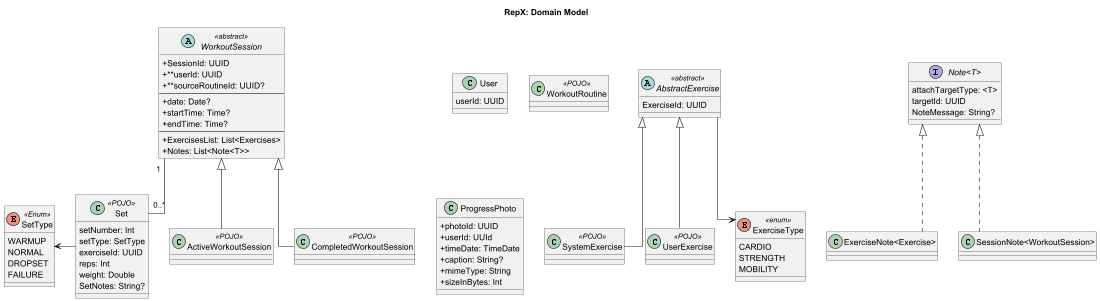 RepX: Domain Model
A
«abstract»
WorkoutSession
+SessionId: UUID
+**userId: UUID
+**sourceRoutineId: UUID?
+date: Date?
+startTime: Time?
+endTime: Time?
+ExercisesList: List<Exercises>
+Notes: List<Note<T>>
C
User
userId: UUID
C
«POJO»
WorkoutRoutine
A
«abstract»
AbstractExercise
ExerciseId: UUID
I
Note<T>
attachTargetType: <T>
targetId: UUID
NoteMessage: String?
1
0..*
E
«Enum»
SetType
WARMUP
NORMAL
DROPSET
FAILURE
C
«POJO»
Set
setNumber: Int
setType: SetType
exerciseId: UUID
reps: Int
weight: Double
SetNotes: String?
C
«POJO»
ActiveWorkoutSession
C
«POJO»
CompletedWorkoutSession
C
ProgressPhoto
+photoId: UUID
+userId: UUId
+timeDate: TimeDate
+caption: String?
+mimeType: String
+sizeInBytes: Int
C
«POJO»
SystemExercise
C
«POJO»
UserExercise
E
«enum»
ExerciseType
CARDIO
STRENGTH
MOBILITY
C
ExerciseNote<Exercise>
C
SessionNote<WorkoutSession>